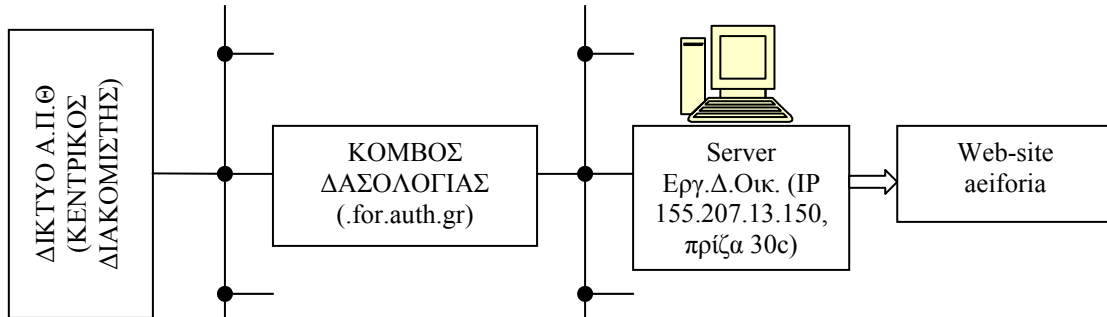 ΔΙΚΤΥΟ Α.Π.Θ
(ΚΕΝΤΡΙΚΟΣ
ΔΙΑΚΟΜΙΣΤΗΣ)
ΚΟΜΒΟΣ
ΔΑΣΟΛΟΓΙΑΣ
(.for.auth.gr)
Server
Εργ.Δ.Οικ. (IP
155.207.13.150,
πρίζα 30c)
Web-site
aeiforia